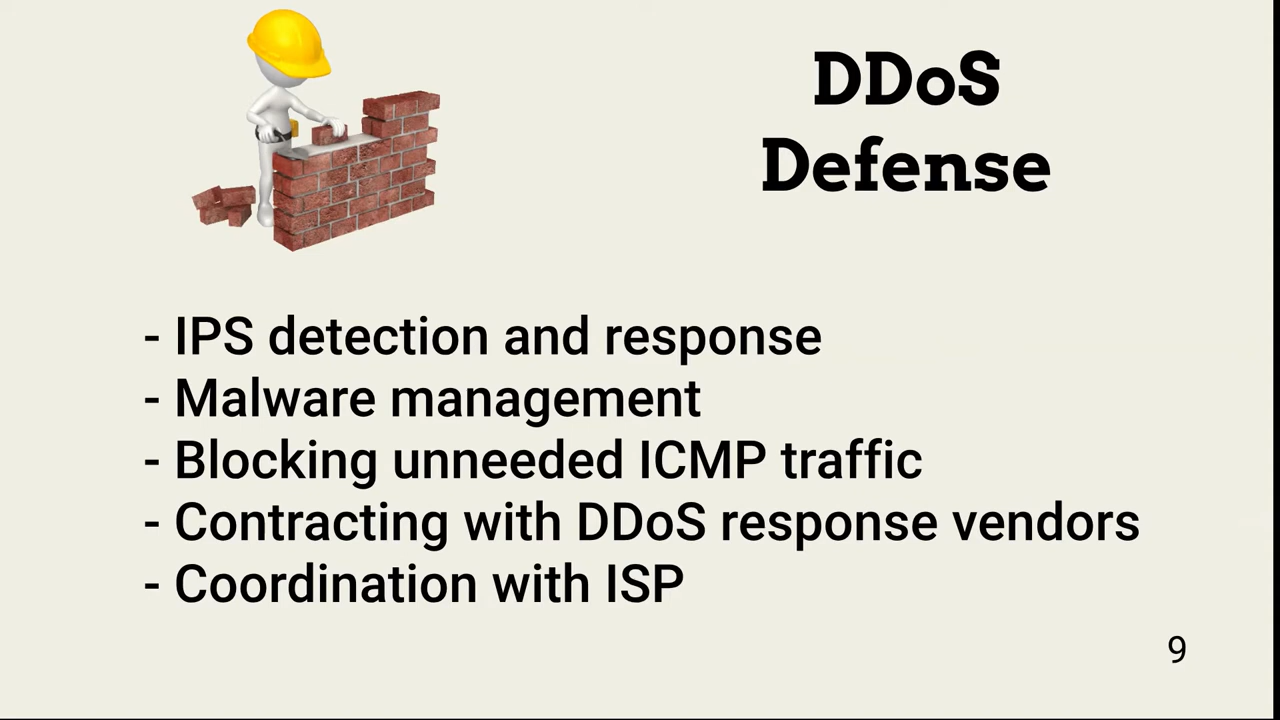 DDoS
Defense
- IPS detection and response
- Malware management
- Blocking unneeded ICMP traffic
- Contracting with DDoS response vendors
- Coordination with ISP
9